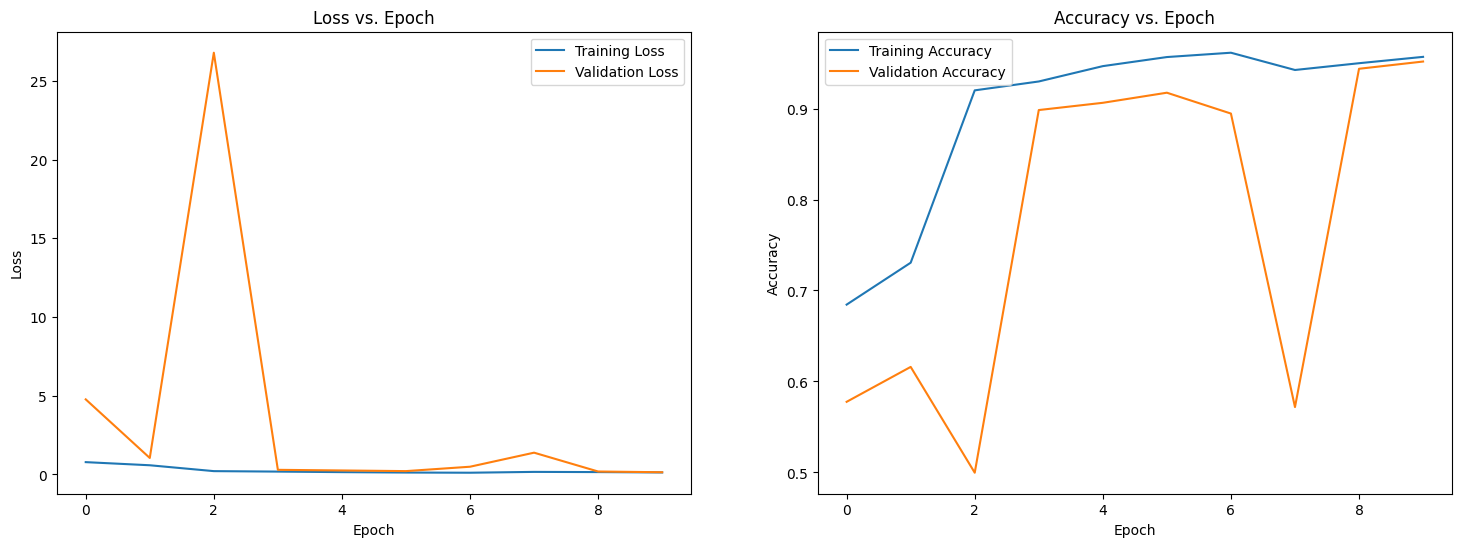 Loss vs. Epoch
Training Loss
Validation Loss
25
20
15
10
5
0
Loss
0 2 4 6 8
Epoch
Accuracy vs. Epoch
Training Accuracy
Validation Accuracy
0.9
0.8
0.7
0.6
0.5
Accuracy
0 2 4 6 8
Epoch